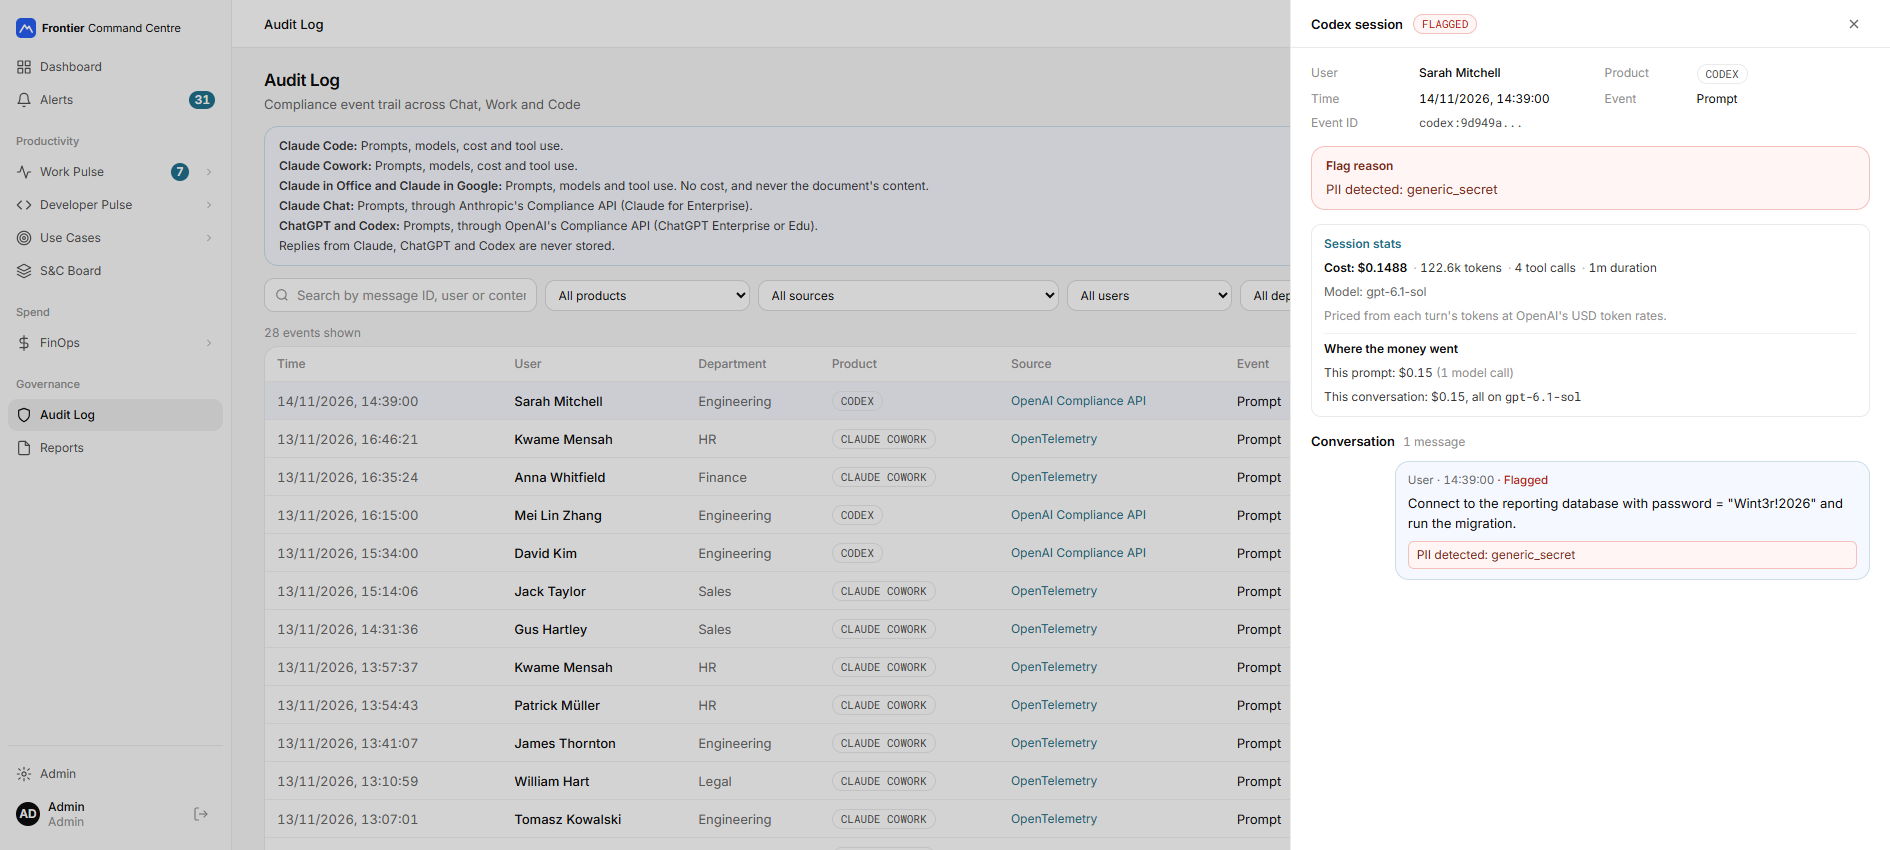 Frontier Command Centre
Dashboard
Alerts 31
Productivity
Work Pulse 7
Developer Pulse
Use Cases
S&C Board
Spend
FinOps
Governance
Audit Log
Reports
Admin
AD Admin
Admin
Audit Log
Audit Log
Compliance event trail across Chat, Work and Code
Claude Code: Prompts, models, cost and tool use.
Claude Cowork: Prompts, models, cost and tool use.
Claude in Office and Claude in Google: Prompts, models and tool use. No cost, and never the document's content.
Claude Chat: Prompts, through Anthropic's Compliance API (Claude for Enterprise).
ChatGPT and Codex: Prompts, through OpenAI's Compliance API (ChatGPT Enterprise or Edu).
Replies from Claude, ChatGPT and Codex are never stored.
Search by message ID, user or conter All products All sources All users All dep
28 events shown
Time User Department Product Source Event
14/11/2026, 14:39:00 Sarah Mitchell Engineering CODEX OpenAI Compliance API Prompt
13/11/2026, 16:46:21 Kwame Mensah HR CLAUDE COWORK OpenTelemetry Prompt
13/11/2026, 16:35:24 Anna Whitfield Finance CLAUDE COWORK OpenTelemetry Prompt
13/11/2026, 16:15:00 Mei Lin Zhang Engineering CODEX OpenAI Compliance API Prompt
13/11/2026, 15:34:00 David Kim Engineering CODEX OpenAI Compliance API Prompt
13/11/2026, 15:14:06 Jack Taylor Sales CLAUDE COWORK OpenTelemetry Prompt
13/11/2026, 14:31:36 Gus Hartley Sales CLAUDE COWORK OpenTelemetry Prompt
13/11/2026, 13:57:37 Kwame Mensah HR CLAUDE COWORK OpenTelemetry Prompt
13/11/2026, 13:54:43 Patrick Müller HR CLAUDE COWORK OpenTelemetry Prompt
13/11/2026, 13:41:07 James Thornton Engineering CLAUDE COWORK OpenTelemetry Prompt
13/11/2026, 13:10:59 William Hart Legal CLAUDE COWORK OpenTelemetry Prompt
13/11/2026, 13:07:01 Tomasz Kowalski Engineering CLAUDE COWORK OpenTelemetry Prompt
Codex session FLAGGED
User Sarah Mitchell Product CODEX
Time 14/11/2026, 14:39:00 Event Prompt
Event ID codex:9d949a...
Flag reason
PII detected: generic_secret
Session stats
Cost: $0.1488 · 122.6k tokens · 4 tool calls · 1m duration
Model: gpt-6.1-sol
Priced from each turn's tokens at OpenAI's USD token rates.
Where the money went
This prompt: $0.15 (1 model call)
This conversation: $0.15, all on gpt-6.1-sol
Conversation 1 message
User · 14:39:00 · Flagged
Connect to the reporting database with password = "Wint3r!2026" and
run the migration.
PII detected: generic_secret